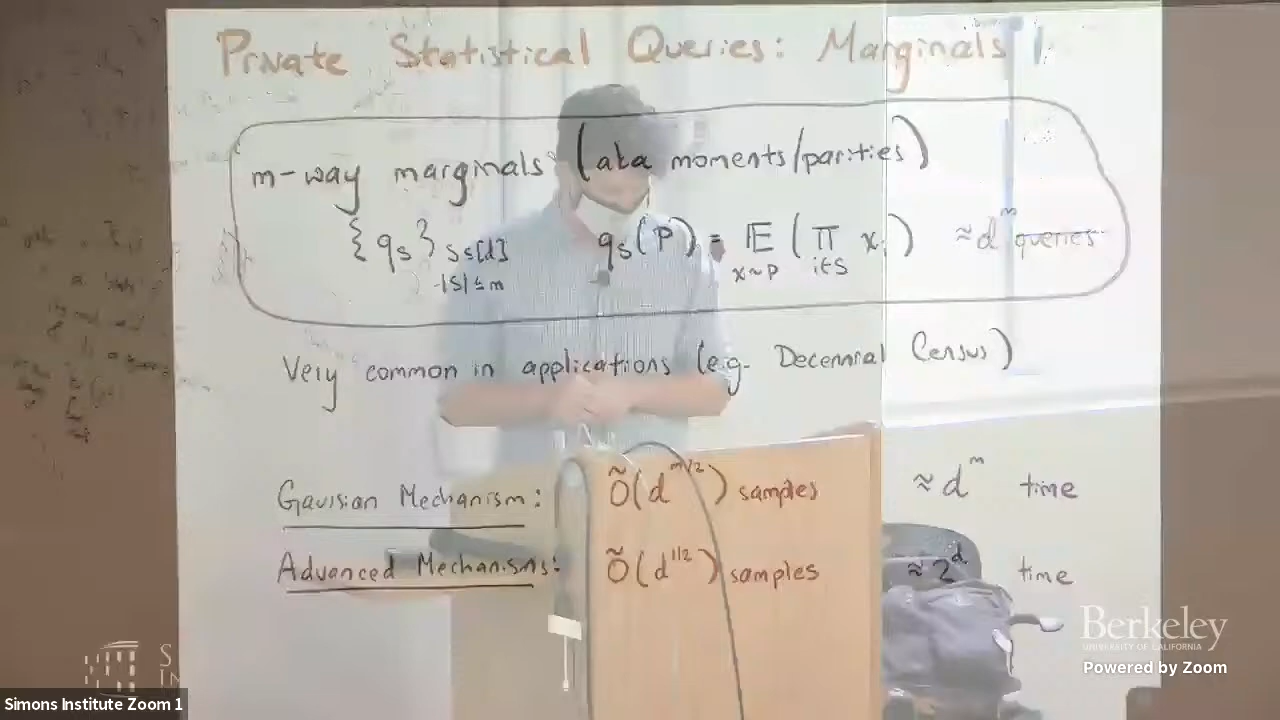 Private Statistical Queries: Marginals
m-way marginals (aka moments/parities)
{q_S}_{S⊆[d], |S|≤m} q_S(P) = 𝔼_{x~P} (∏_{i∈S} x_i) ≈d^m queries
Very common in applications (e.g. Decennial Census)
Gaussian Mechanism: Õ(d^{m/2}) samples ≈ d^m time
Advanced Mechanisms: Õ(d^{1/2}) samples ≈ 2^d time
Berkeley
UNIVERSITY OF CALIFORNIA
Powered by Zoom
Simons Institute Zoom 1